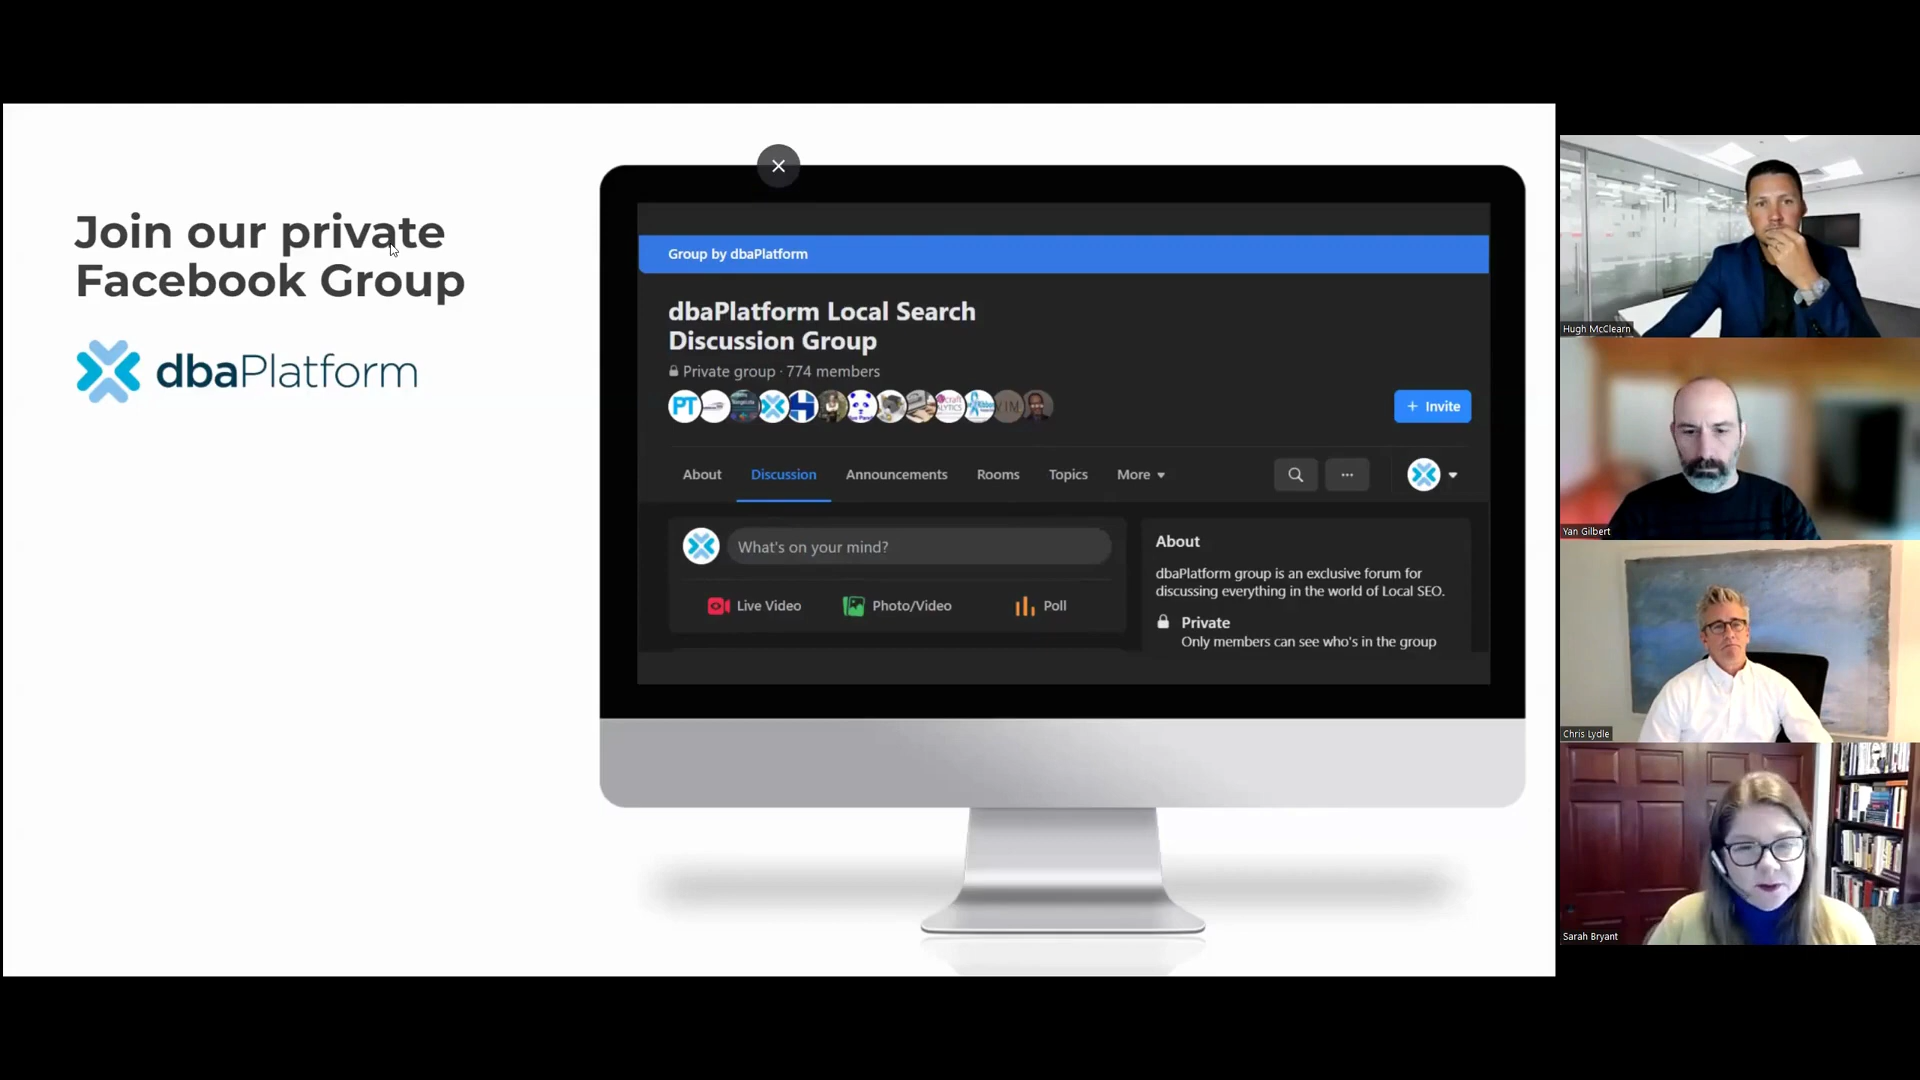 Join our private
Facebook Group
dbaPlatform
Group by dbaPlatform
dbaPlatform Local Search
Discussion Group
Private group · 774 members
PT
+ Invite
About
Discussion
Announcements
Rooms
Topics
More
What's on your mind?
Live Video
Photo/Video
Poll
About
dbaPlatform group is an exclusive forum for
discussing everything in the world of Local SEO.
Private
Only members can see who's in the group
Hugh McClearn
Yan Gilbert
Chris Lydle
Sarah Bryant